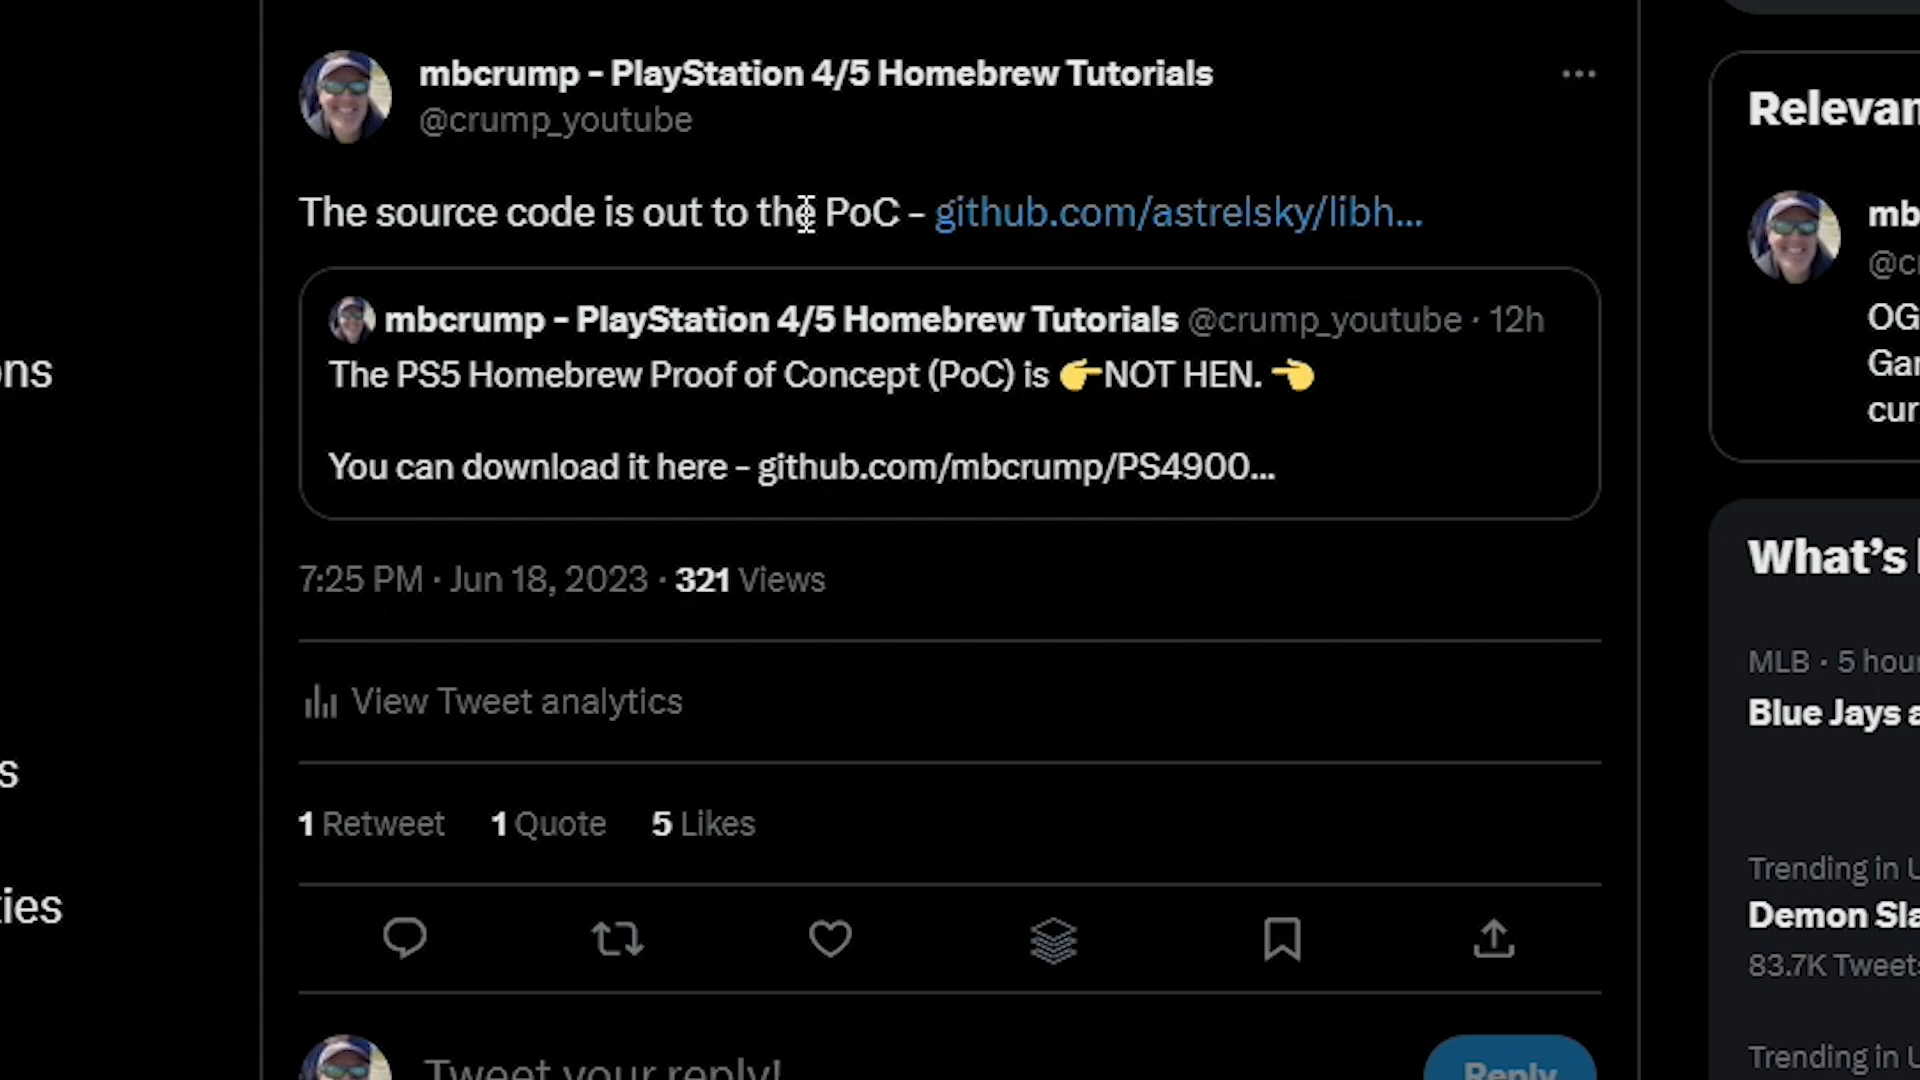 mbcrump - PlayStation 4/5 Homebrew Tutorials
@crump_youtube
The source code is out to the PoC - github.com/astrelsky/libh...
mbcrump - PlayStation 4/5 Homebrew Tutorials @crump_youtube · 12h
The PS5 Homebrew Proof of Concept (PoC) is 👉NOT HEN. 👈
You can download it here - github.com/mbcrump/PS4900...
7:25 PM · Jun 18, 2023 · 321 Views
View Tweet analytics
1 Retweet 1 Quote 5 Likes
Tweet your reply!
Reply
ons
s
ties
Relevan
mb
@cr
OG
Gam
cur
What's
MLB · 5 hour
Blue Jays a
Trending in U
Demon Sla
83.7K Tweets
Trending in U